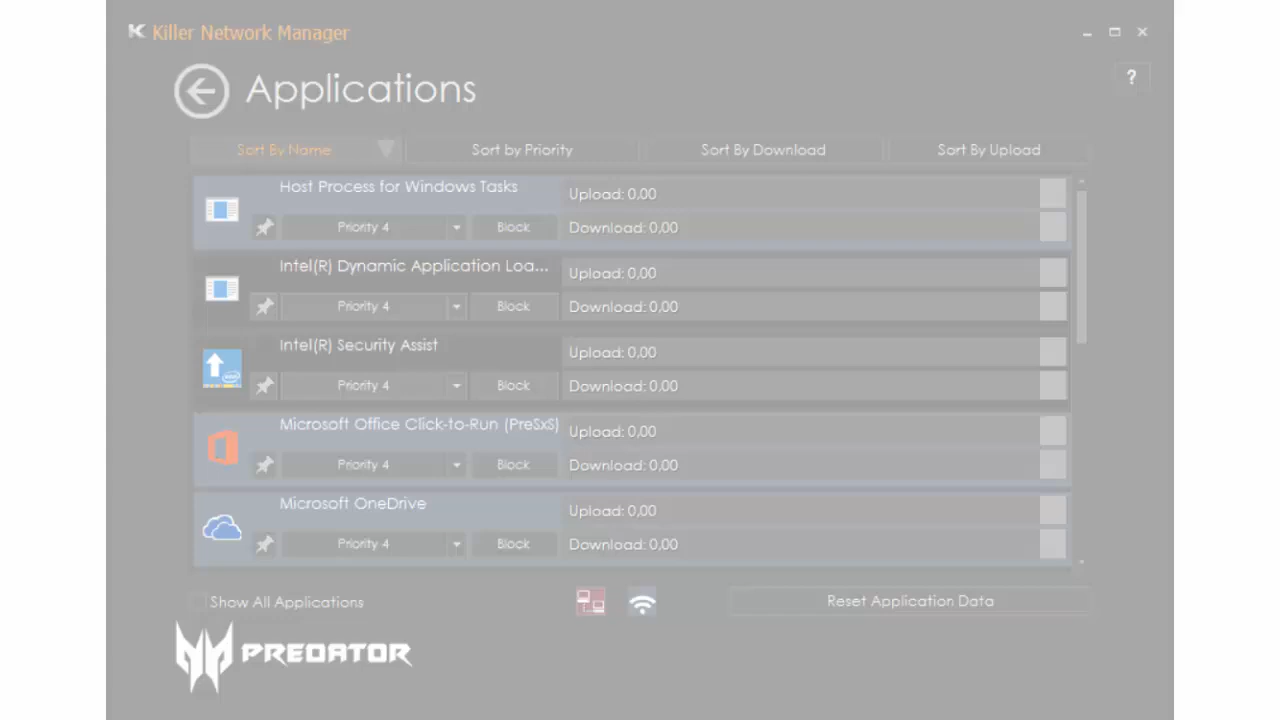 Killer Network Manager
Applications
?
Sort By Name
Sort by Priority
Sort By Download
Sort By Upload
Host Process for Windows Tasks
Upload: 0,00
Priority 4
Block
Download: 0,00
Intel(R) Dynamic Application Loa...
Upload: 0,00
Priority 4
Block
Download: 0,00
Intel(R) Security Assist
Upload: 0,00
Priority 4
Block
Download: 0,00
Microsoft Office Click-to-Run (PreSxS)
Upload: 0,00
Priority 4
Block
Download: 0,00
Microsoft OneDrive
Upload: 0,00
Priority 4
Block
Download: 0,00
Show All Applications
Reset Application Data
PREDATOR